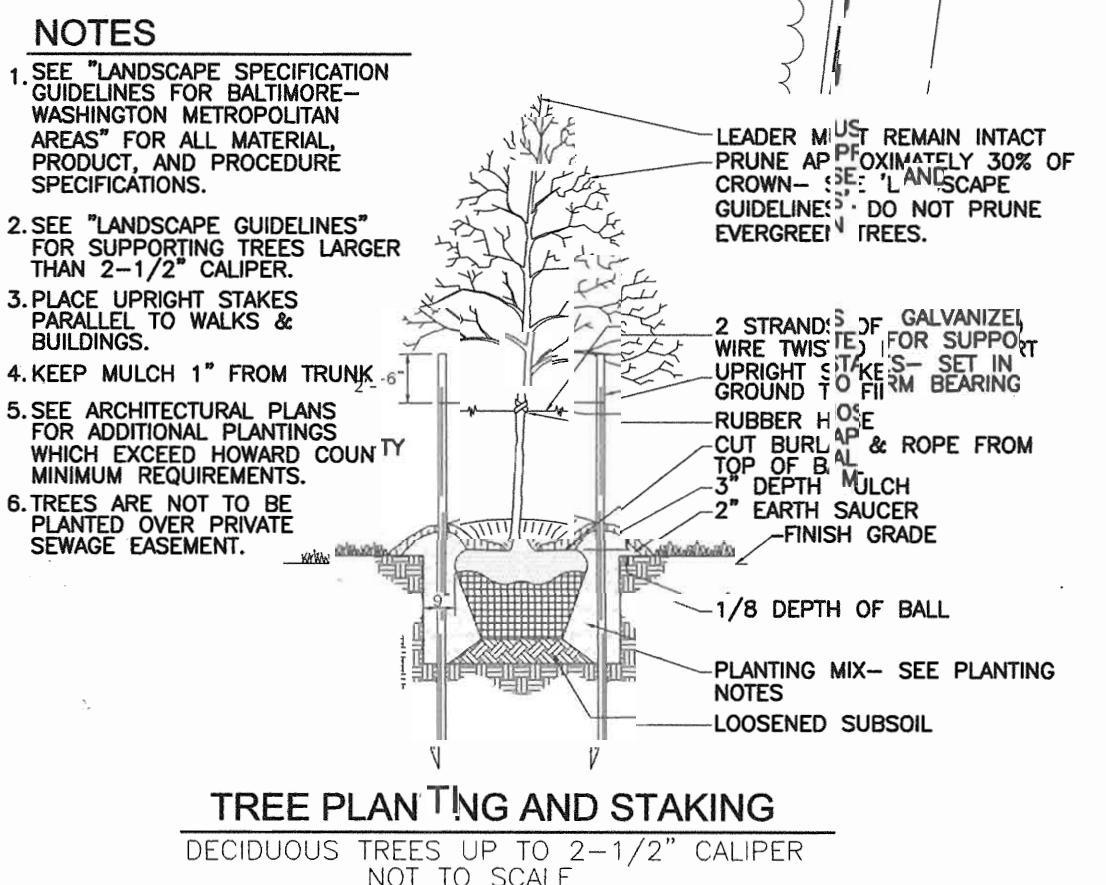 NOTES
1. SEE "LANDSCAPE SPECIFICATION
GUIDELINES FOR BALTIMORE-
WASHINGTON METROPOLITAN
AREAS" FOR ALL MATERIAL,
PRODUCT, AND PROCEDURE
SPECIFICATIONS.
2. SEE "LANDSCAPE GUIDELINES"
FOR SUPPORTING TREES LARGER
THAN 2-1/2" CALIPER.
3. PLACE UPRIGHT STAKES
PARALLEL TO WALKS &
BUILDINGS.
4. KEEP MULCH 1" FROM TRUNK
5. SEE ARCHITECTURAL PLANS
FOR ADDITIONAL PLANTINGS
WHICH EXCEED HOWARD COUNTY
MINIMUM REQUIREMENTS.
6. TREES ARE NOT TO BE
PLANTED OVER PRIVATE
SEWAGE EASEMENT.
LEADER MUST REMAIN INTACT
PRUNE APPROXIMATELY 30% OF
CROWN- SEE 'LANDSCAPE
GUIDELINES'. DO NOT PRUNE
EVERGREEN TREES.
2 STRANDS OF GALVANIZED
WIRE TWISTED FOR SUPPORT
UPRIGHT STAKES- SET IN
GROUND TO FIRM BEARING
RUBBER HOSE
CUT BURLAP & ROPE FROM
TOP OF BALL
3" DEPTH MULCH
2" EARTH SAUCER
FINISH GRADE
1/8 DEPTH OF BALL
PLANTING MIX- SEE PLANTING
NOTES
LOOSENED SUBSOIL
9
TREE PLANTING AND STAKING
DECIDUOUS TREES UP TO 2-1/2" CALIPER
NOT TO SCALE